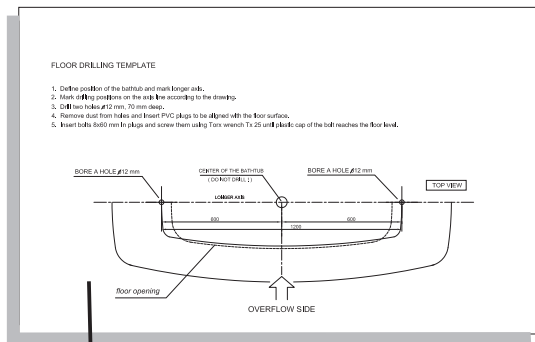 FLOOR DRILLING TEMPLATE
1. Define position of the bathtub and mark longer axis.
2. Mark drilling positions on the axis line according to the drawing.
3. Drill two holes ø12 mm, 70 mm deep.
4. Remove dust from holes and Insert PVC plugs to be aligned with the floor surface.
5. Insert bolts 8x60 mm in plugs and screw them using Torx wrench Tx 25 until plastic cap of the bolt reaches the floor level.
BORE A HOLE ø12 mm
CENTER OF THE BATHTUB
( DO NOT DRILL ! )
BORE A HOLE ø12 mm
TOP VIEW
LONGER AXIS
600
600
1200
floor opening
OVERFLOW SIDE